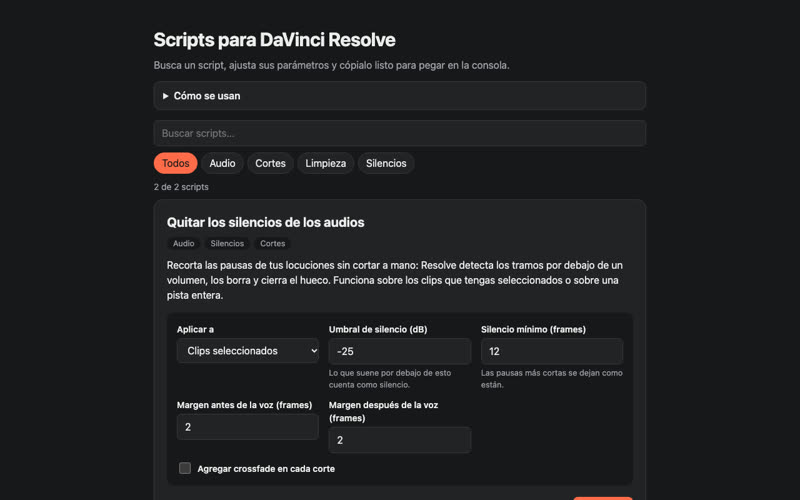 Scripts para DaVinci Resolve
Busca un script, ajusta sus parámetros y cópialo listo para pegar en la consola.
Cómo se usan
Buscar scripts...
Todos Audio Cortes Limpieza Silencios
2 de 2 scripts
Quitar los silencios de los audios
Audio Silencios Cortes
Recorta las pausas de tus locuciones sin cortar a mano: Resolve detecta los tramos por debajo de un
volumen, los borra y cierra el hueco. Funciona sobre los clips que tengas seleccionados o sobre una
pista entera.
Aplicar a Umbral de silencio (dB) Silencio mínimo (frames)
Clips seleccionados -25 12
Lo que suene por debajo de esto Las pausas más cortas se dejan como
cuenta como silencio. están.
Margen antes de la voz (frames) Margen después de la voz
(frames)
2 2
Agregar crossfade en cada corte